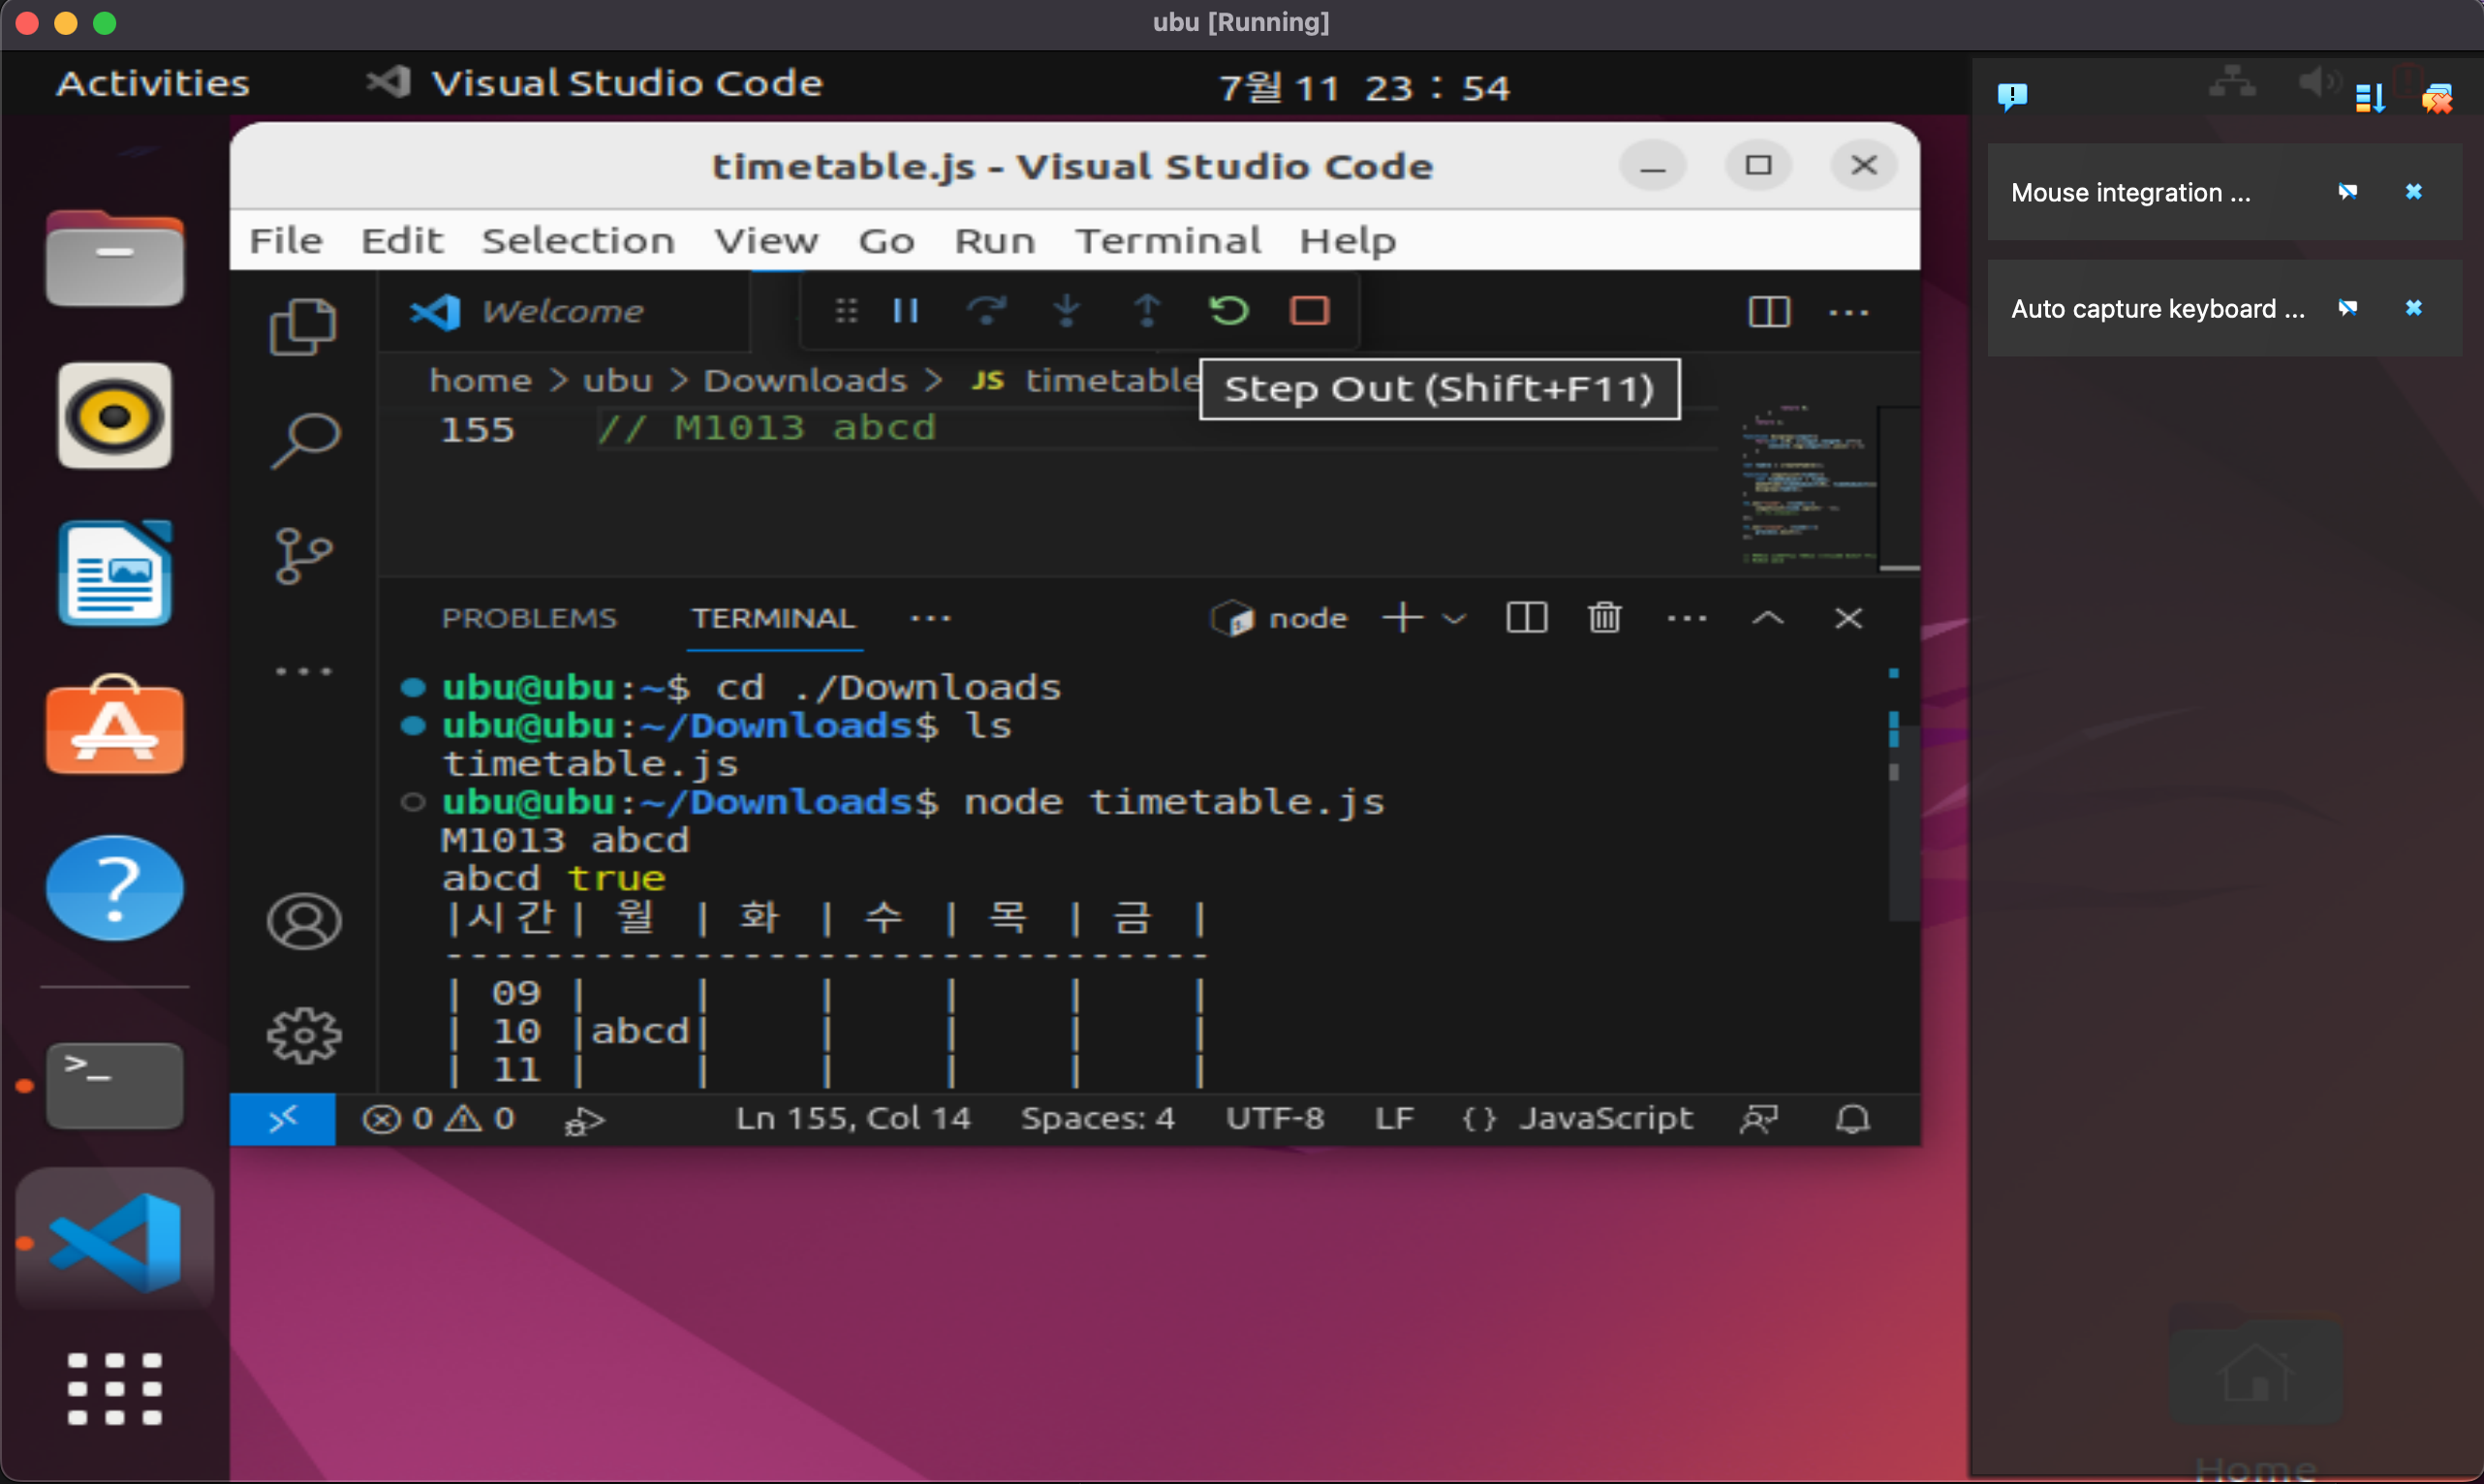 ubu [Running]
Activities
Visual Studio Code
7월 11 23 : 54
timetable.js - Visual Studio Code
File Edit Selection View Go Run Terminal Help
Welcome
home > ubu > Downloads > JS timetable
Step Out (Shift+F11)
155 // M1013 abcd
PROBLEMS TERMINAL ...
node
ubu@ubu:~$ cd ./Downloads
ubu@ubu:~/Downloads$ ls
timetable.js
ubu@ubu:~/Downloads$ node timetable.js
M1013 abcd
abcd true
|시간| 월 | 화 | 수 | 목 | 금 |
-------------------------------
| 09 | | | | | |
| 10 |abcd| | | | |
| 11 | | | | | |
0 0 Ln 155, Col 14 Spaces: 4 UTF-8 LF {} JavaScript
Mouse integration ...
Auto capture keyboard ...
Home